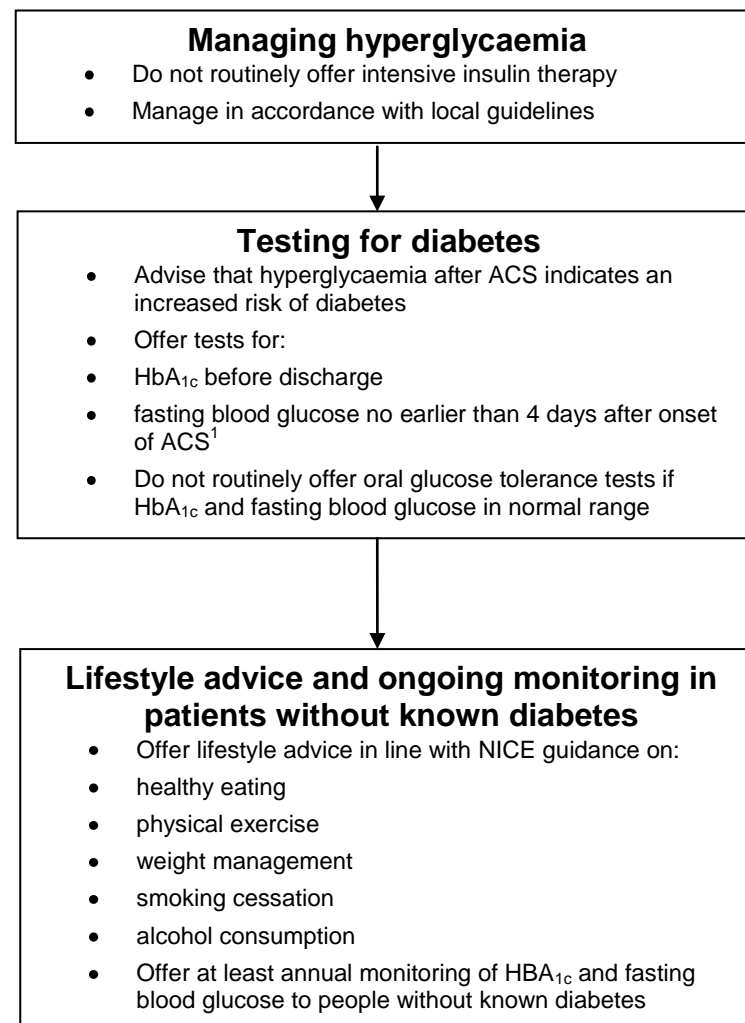 Managing hyperglycaemia
• Do not routinely offer intensive insulin therapy
• Manage in accordance with local guidelines
Testing for diabetes
• Advise that hyperglycaemia after ACS indicates an
increased risk of diabetes
• Offer tests for:
• HbA1c before discharge
• fasting blood glucose no earlier than 4 days after onset
of ACS1
• Do not routinely offer oral glucose tolerance tests if
HbA1c and fasting blood glucose in normal range
Lifestyle advice and ongoing monitoring in
patients without known diabetes
• Offer lifestyle advice in line with NICE guidance on:
• healthy eating
• physical exercise
• weight management
• smoking cessation
• alcohol consumption
• Offer at least annual monitoring of HBA1c and fasting
blood glucose to people without known diabetes